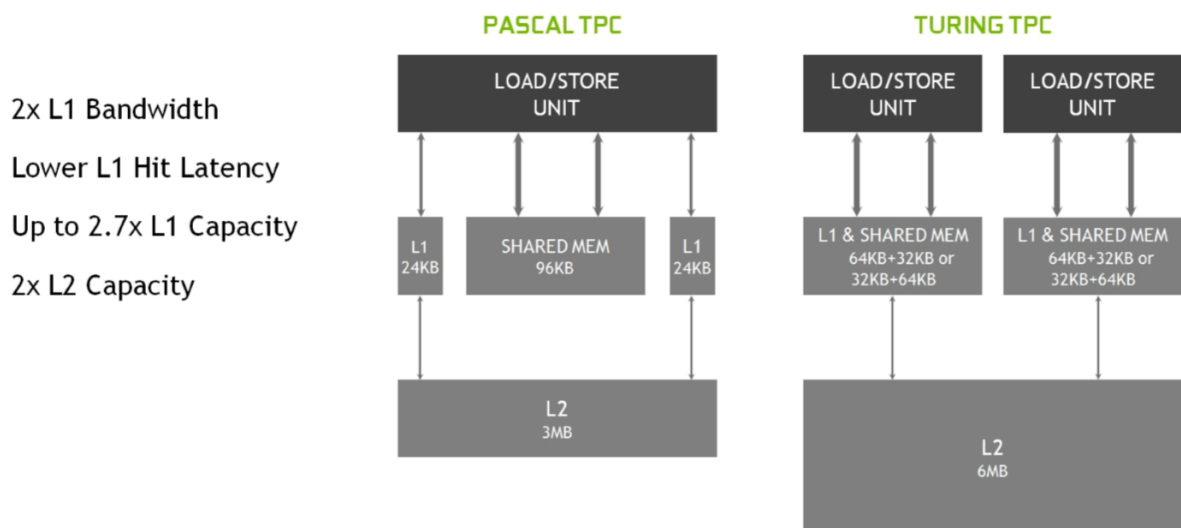 PASCAL TPC
TURING TPC
2x L1 Bandwidth
Lower L1 Hit Latency
Up to 2.7x L1 Capacity
2x L2 Capacity
LOAD/STORE
UNIT
L1
24KB
SHARED MEM
96KB
L1
24KB
L2
3MB
LOAD/STORE
UNIT
LOAD/STORE
UNIT
L1 & SHARED MEM
64KB+32KB or
32KB+64KB
L1 & SHARED MEM
64KB+32KB or
32KB+64KB
L2
6MB